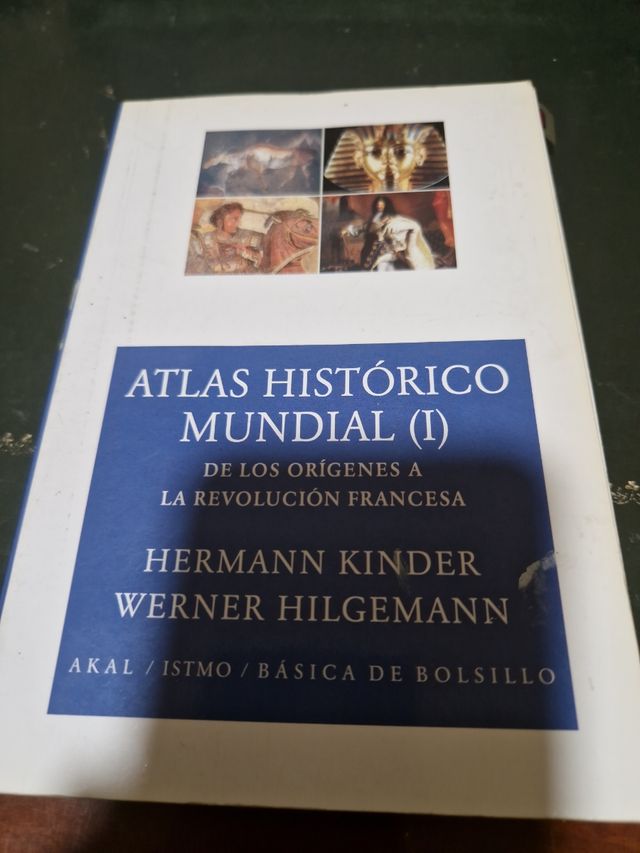 ATLAS HISTÓRICO
MUNDIAL (I)
DE LOS ORÍGENES A
LA REVOLUCIÓN FRANCESA
HERMANN KINDER
WERNER HILGEMANN
AKAL / ISTMO / BÁSICA DE BOLSILLO